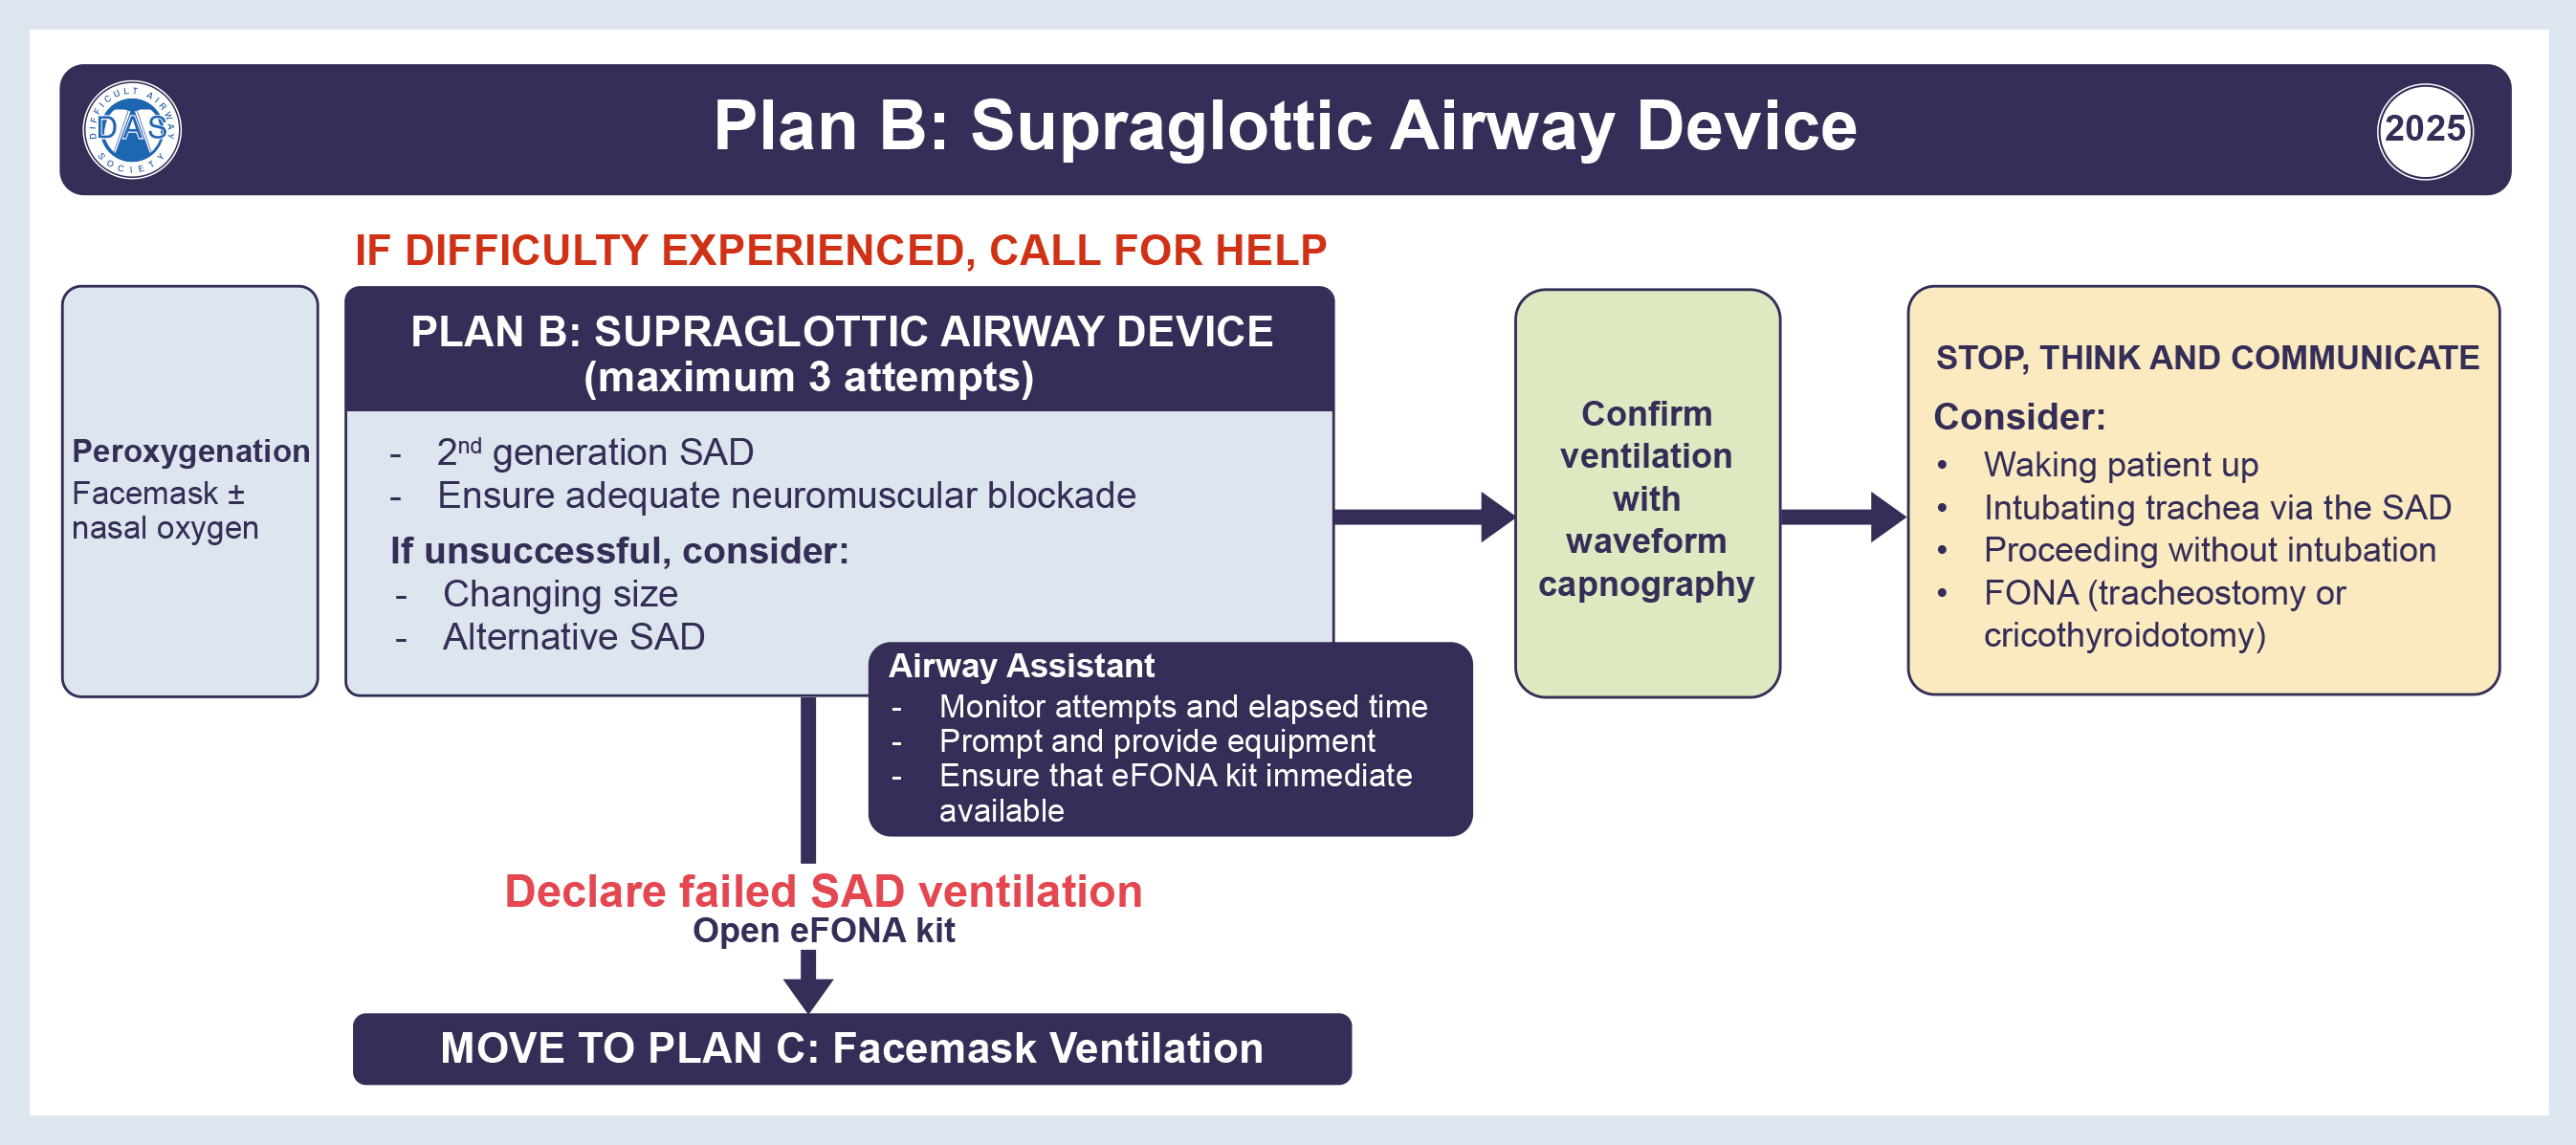 DIFFICULT AIRWAY
DAS
SOCIETY
Plan B: Supraglottic Airway Device
2025
IF DIFFICULTY EXPERIENCED, CALL FOR HELP
Peroxygenation
Facemask ±
nasal oxygen
PLAN B: SUPRAGLOTTIC AIRWAY DEVICE
(maximum 3 attempts)
- 2nd generation SAD
- Ensure adequate neuromuscular blockade
If unsuccessful, consider:
- Changing size
- Alternative SAD
Airway Assistant
- Monitor attempts and elapsed time
- Prompt and provide equipment
- Ensure that eFONA kit immediate
available
Confirm
ventilation
with
waveform
capnography
STOP, THINK AND COMMUNICATE
Consider:
• Waking patient up
• Intubating trachea via the SAD
• Proceeding without intubation
• FONA (tracheostomy or
cricothyroidotomy)
Declare failed SAD ventilation
Open eFONA kit
MOVE TO PLAN C: Facemask Ventilation